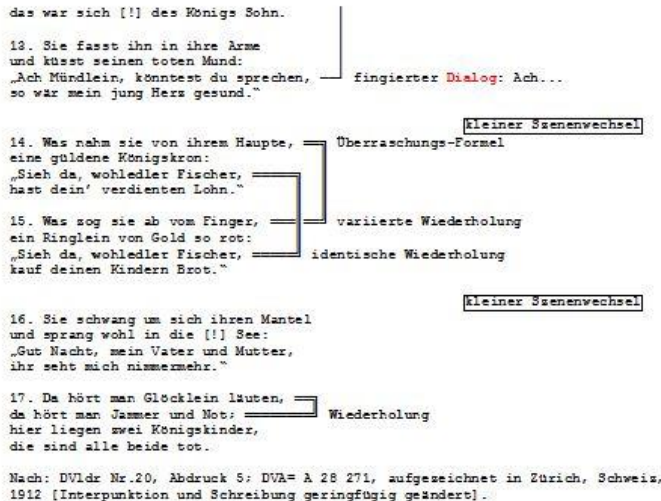 das war sich [!] des Königs Sohn.
13. Sie fasst ihn in ihre Arme
und küsst seinen toten Mund:
„Ach Mündlein, könntest du sprechen, fingierter Dialog: Ach...
so wär mein jung Herz gesund.“
kleiner Szenenwechsel
14. Was nahm sie von ihrem Haupte, Überraschungs-Formel
eine güldene Königskron:
„Sieh da, wohledler Fischer,
hast dein’ verdienten Lohn.“
15. Was zog sie ab vom Finger, variierte Wiederholung
ein Ringlein von Gold so rot:
„Sieh da, wohledler Fischer, identische Wiederholung
kauf deinen Kindern Brot.“
kleiner Szenenwechsel
16. Sie schwang um sich ihren Mantel
und sprang wohl in die [!] See:
„Gut Nacht, mein Vater und Mutter,
ihr seht mich nimmermehr.“
17. Da hört man Glöcklein läuten,
da hört man Jammer und Not; Wiederholung
hier liegen zwei Königskinder,
die sind alle beide tot.
Nach: DVldr Nr.20, Abdruck 5; DVA= A 28 271, aufgezeichnet in Zürich, Schweiz,
1912 [Interpunktion und Schreibung geringfügig geändert].